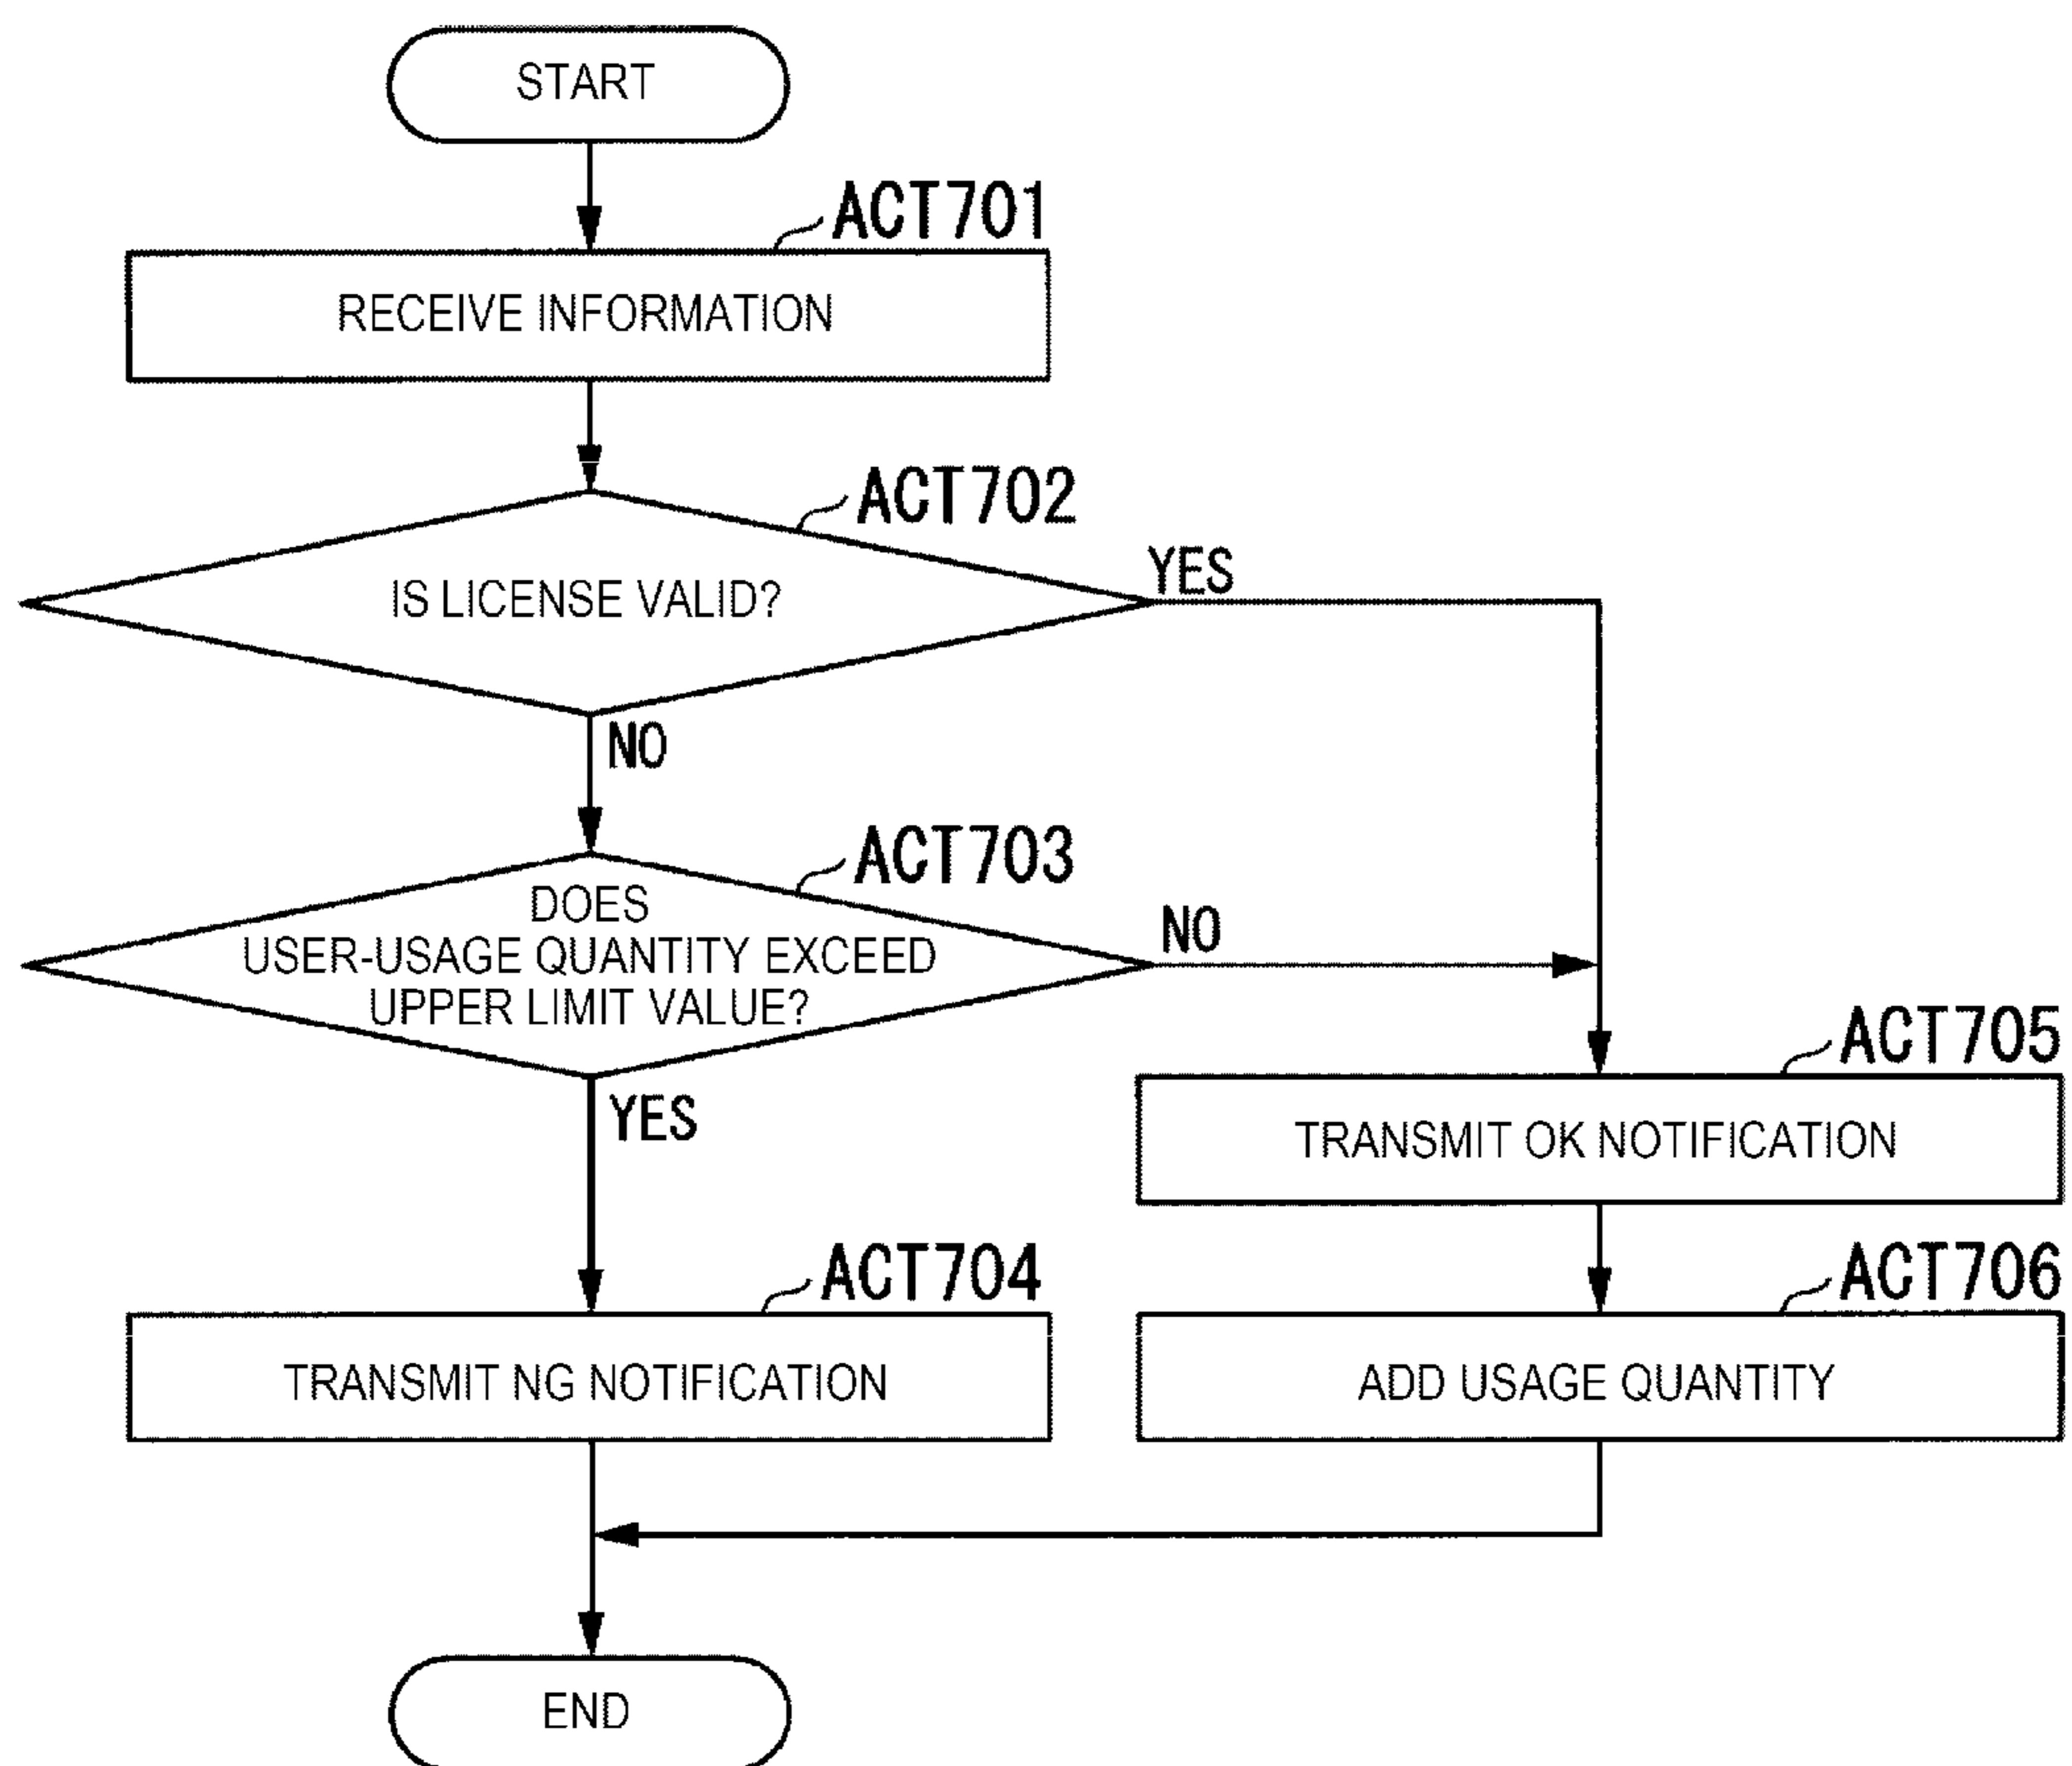 START
ACT701
RECEIVE INFORMATION
ACT702
IS LICENSE VALID?
YES
NO
ACT703
DOES
USER-USAGE QUANTITY EXCEED
UPPER LIMIT VALUE?
NO
YES
ACT705
TRANSMIT OK NOTIFICATION
ACT704
TRANSMIT NG NOTIFICATION
ACT706
ADD USAGE QUANTITY
END